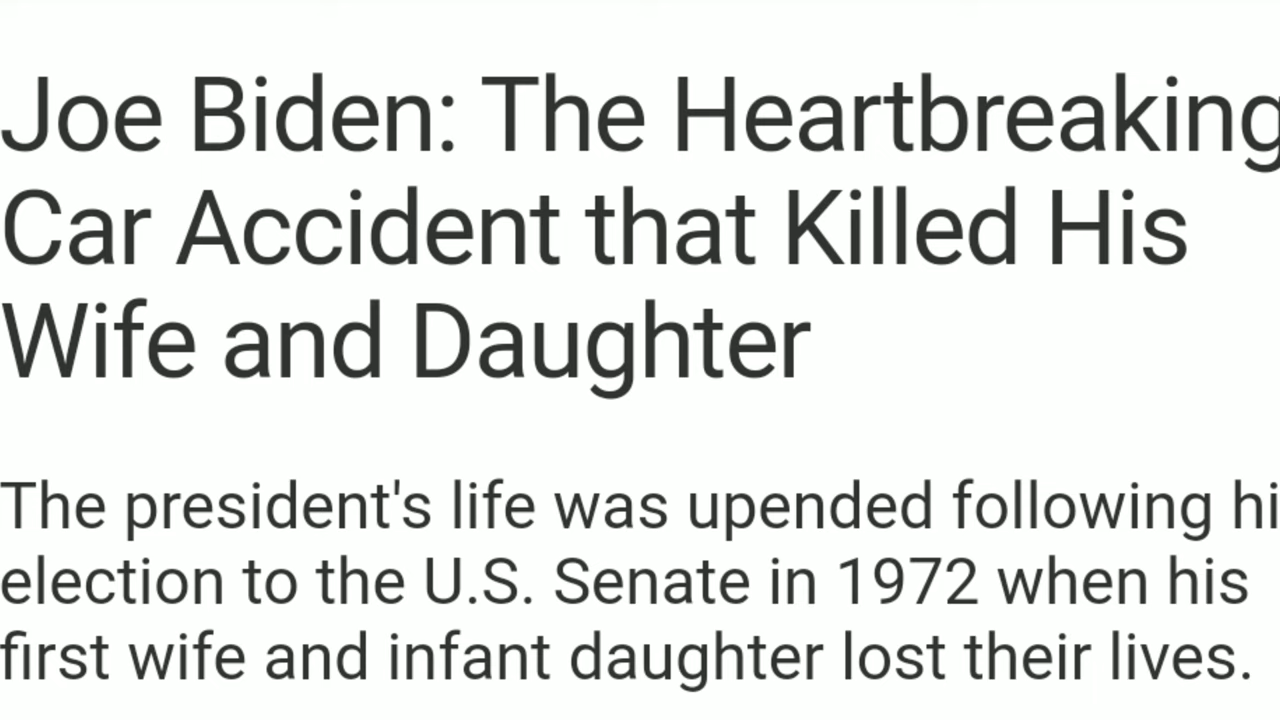 Joe Biden: The Heartbreaking
Car Accident that Killed His
Wife and Daughter
The president's life was upended following hi
election to the U.S. Senate in 1972 when his
first wife and infant daughter lost their lives.